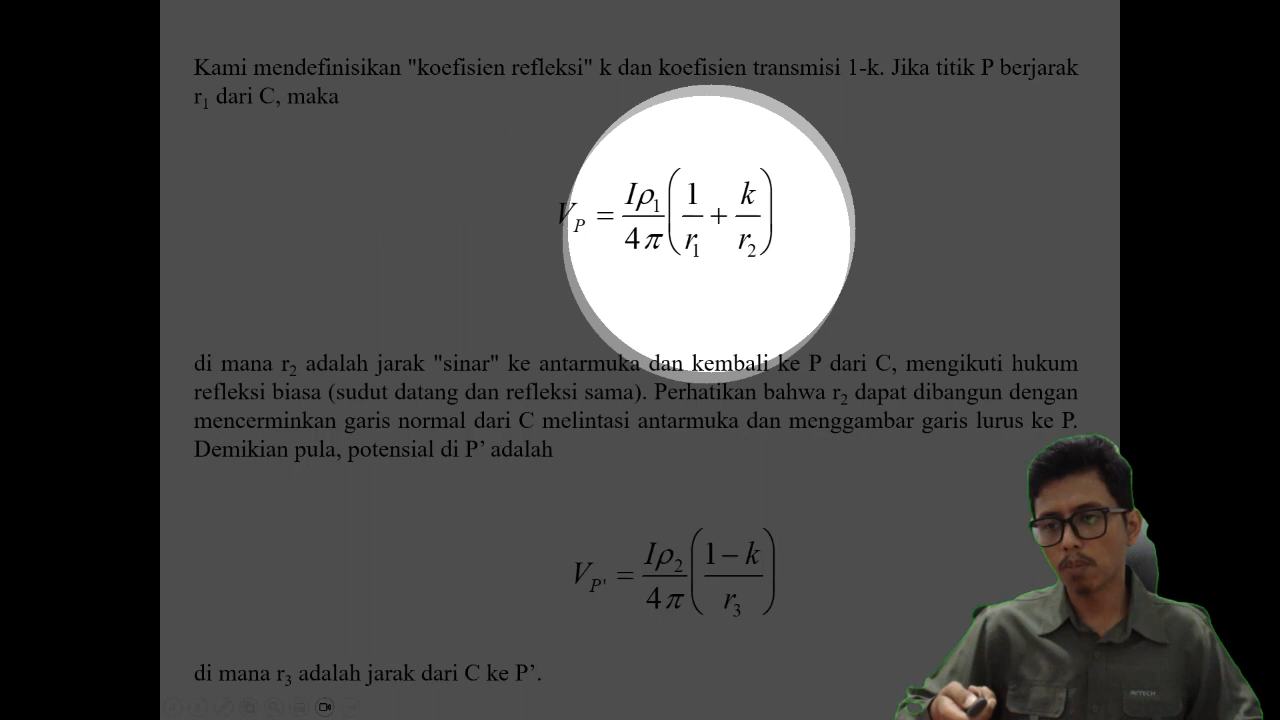 Kami mendefinisikan "koefisien refleksi" k dan koefisien transmisi 1-k. Jika titik P berjarak
r₁ dari C, maka
V_P = Iρ₁/4π (1/r₁ + k/r₂)
di mana r₂ adalah jarak "sinar" ke antarmuka dan kembali ke P dari C, mengikuti hukum
refleksi biasa (sudut datang dan refleksi sama). Perhatikan bahwa r₂ dapat dibangun dengan
mencerminkan garis normal dari C melintasi antarmuka dan menggambar garis lurus ke P.
Demikian pula, potensial di P’ adalah
V_P' = Iρ₂/4π ((1−k)/r₃)
di mana r₃ adalah jarak dari C ke P’.